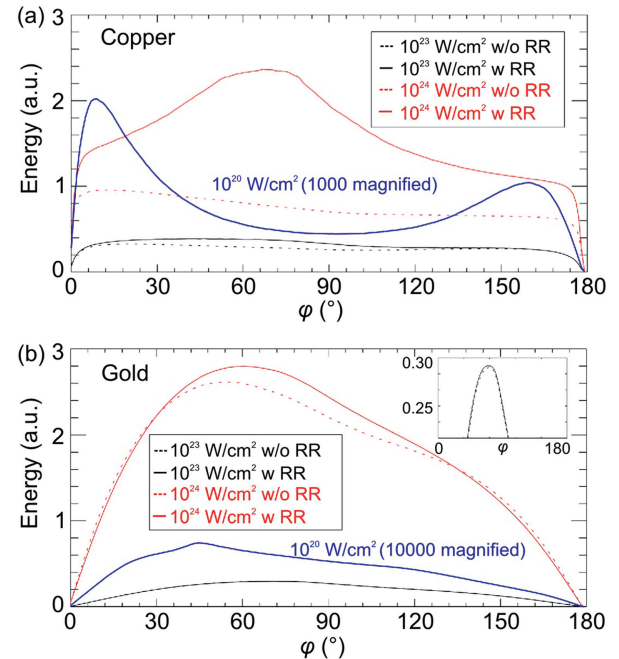 (a)
Copper
10²³ W/cm² w/o RR
10²³ W/cm² w RR
10²⁴ W/cm² w/o RR
10²⁴ W/cm² w RR
10²⁰ W/cm² (1000 magnified)
Energy (a.u.)
3
2
1
0
0 30 60 90 120 150 180
φ (°)
(b)
Gold
0.30
0.25
0 φ 180
10²³ W/cm² w/o RR
10²³ W/cm² w RR
10²⁴ W/cm² w/o RR
10²⁴ W/cm² w RR
10²⁰ W/cm² (10000 magnified)
Energy (a.u.)
3
2
1
0
0 30 60 90 120 150 180
φ (°)